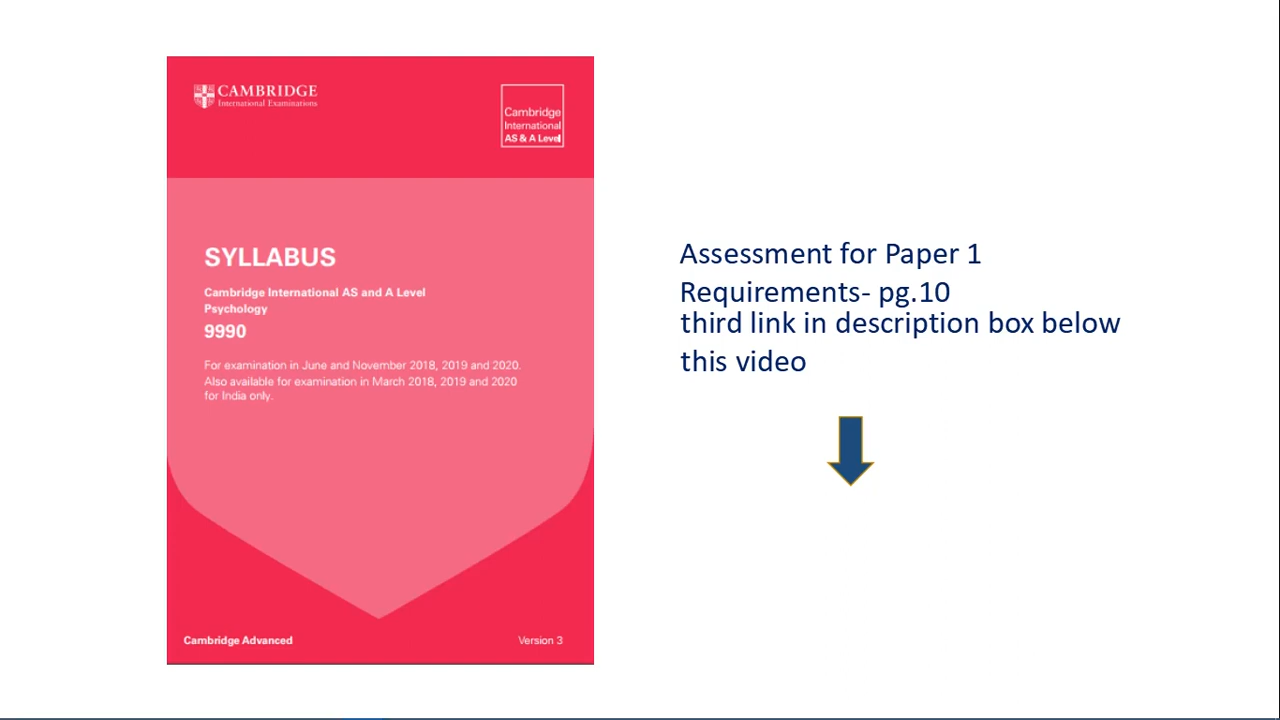 CAMBRIDGE
International Examinations
Cambridge
International
AS & A Level
SYLLABUS
Cambridge International AS and A Level
Psychology
9990
For examination in June and November 2018, 2019 and 2020.
Also available for examination in March 2018, 2019 and 2020
for India only.
Cambridge Advanced
Version 3
Assessment for Paper 1
Requirements- pg.10
third link in description box below
this video